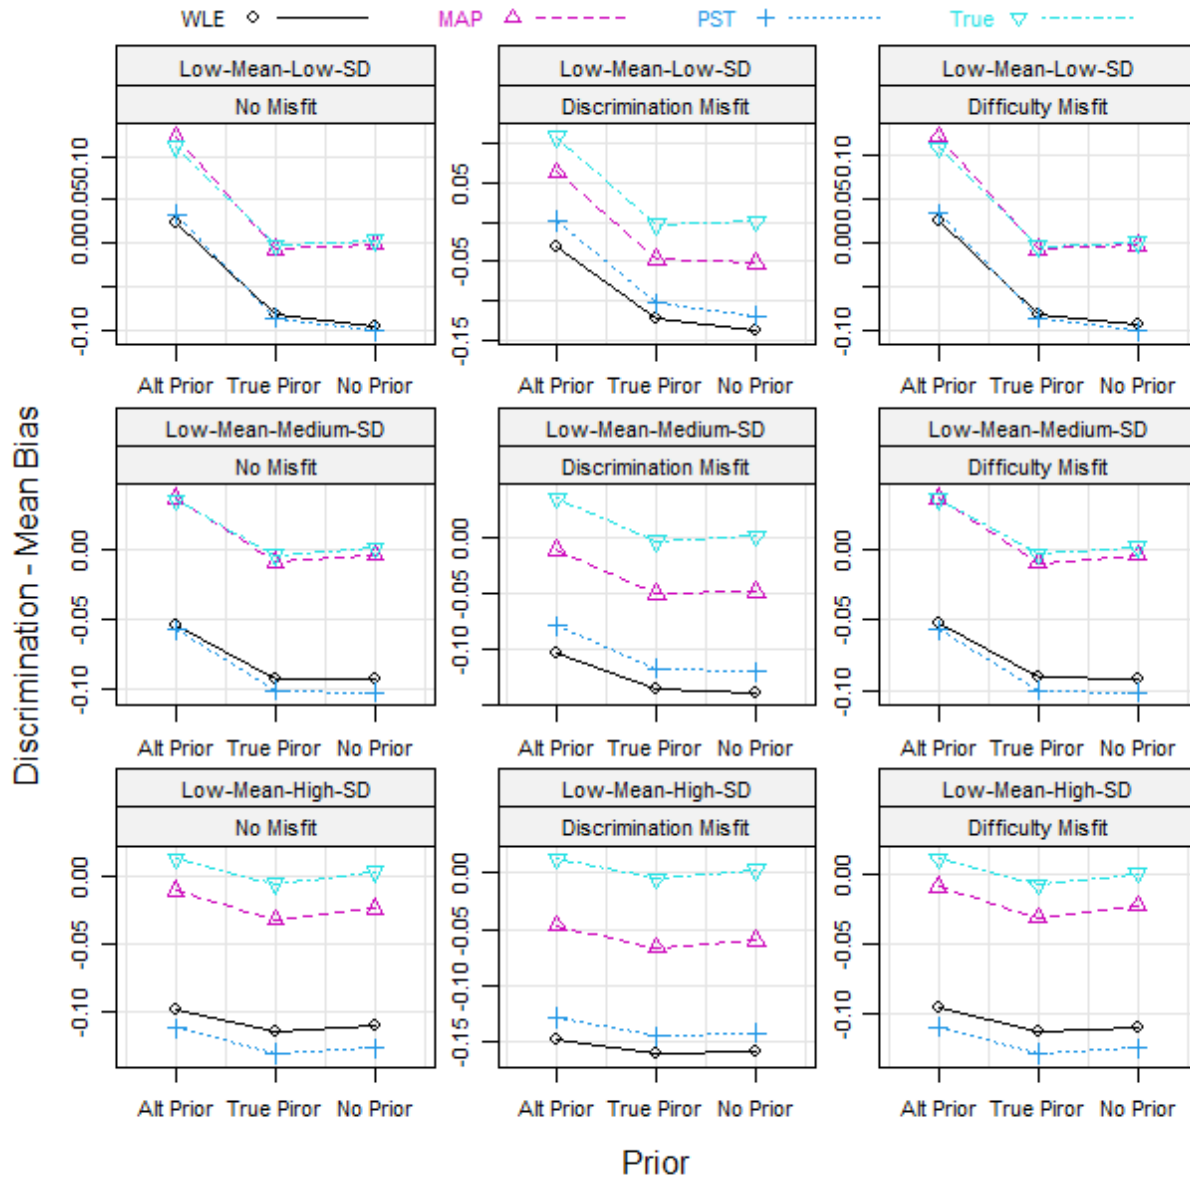 WLE MAP PST True
Low-Mean-Low-SD Low-Mean-Low-SD Low-Mean-Low-SD
No Misfit Discrimination Misfit Difficulty Misfit
0.10 0.05 0.00 -0.10
0.05 -0.05 -0.15
0.10 0.05 0.00 -0.10
Alt Prior True Piror No Prior Alt Prior True Piror No Prior Alt Prior True Piror No Prior
Low-Mean-Medium-SD Low-Mean-Medium-SD Low-Mean-Medium-SD
No Misfit Discrimination Misfit Difficulty Misfit
0.00 -0.05 -0.10
0.00 -0.05 -0.10
0.00 -0.05 -0.10
Alt Prior True Piror No Prior Alt Prior True Piror No Prior Alt Prior True Piror No Prior
Low-Mean-High-SD Low-Mean-High-SD Low-Mean-High-SD
No Misfit Discrimination Misfit Difficulty Misfit
0.00 -0.05 -0.10
0.00 -0.05 -0.10 -0.15
0.00 -0.05 -0.10
Alt Prior True Piror No Prior Alt Prior True Piror No Prior Alt Prior True Piror No Prior
Discrimination - Mean Bias
Prior